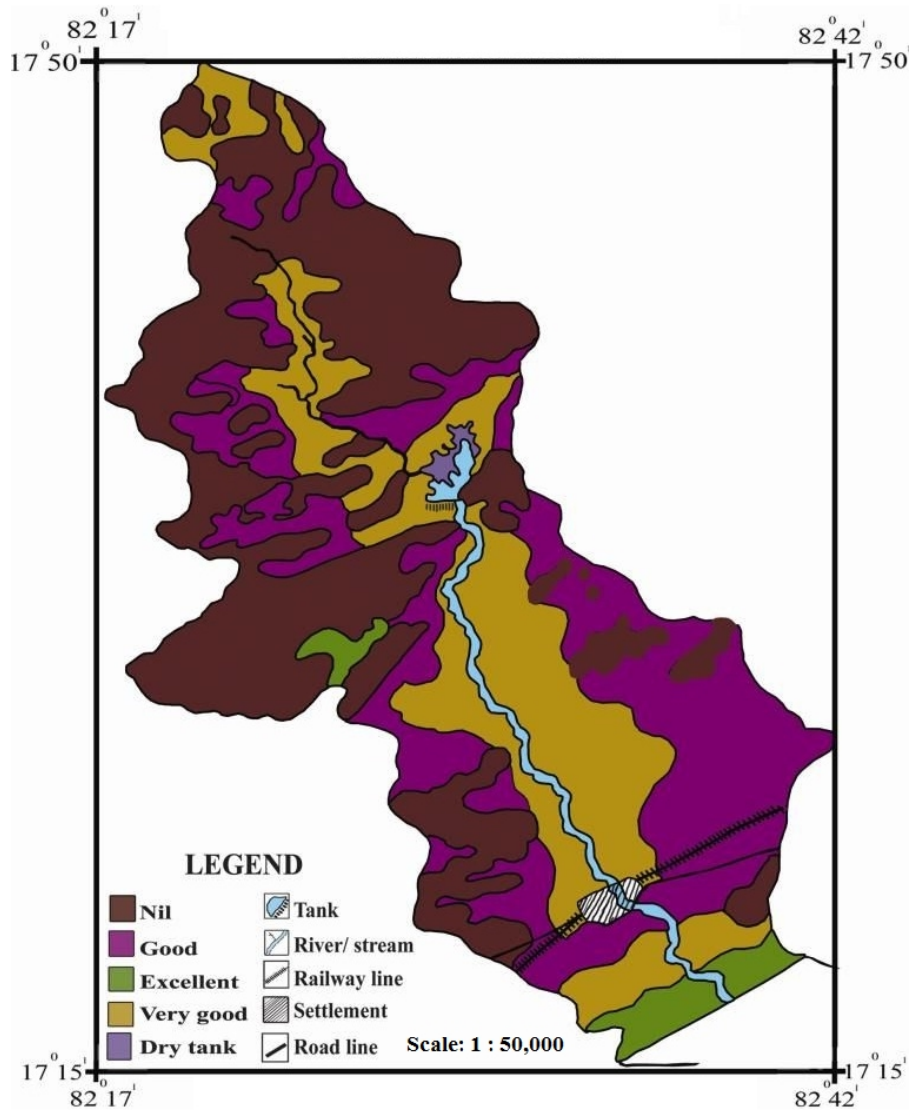 82°17' 82°42'
17°50' 17°50'
LEGEND
Nil
Good
Excellent
Very good
Dry tank
Tank
River/ stream
Railway line
Settlement
Road line
Scale: 1 : 50,000
17°15' 17°15'
82°17' 82°42'